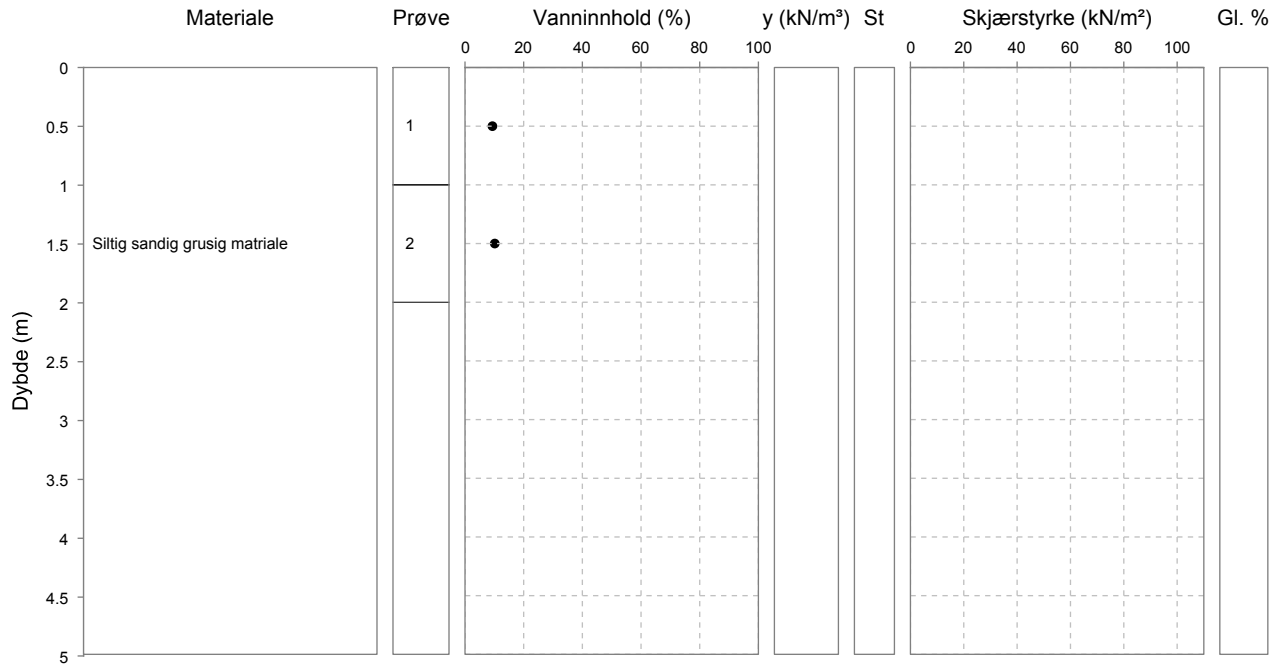 Materiale Prøve Vanninnhold (%) y (kN/m³) St Skjærstyrke (kN/m²) Gl. %
0 20 40 60 80 100 0 20 40 60 80 100
0
0.5 1
1
1.5 Siltig sandig grusig matriale 2
2
2.5
3
3.5
4
4.5
5
Dybde (m)